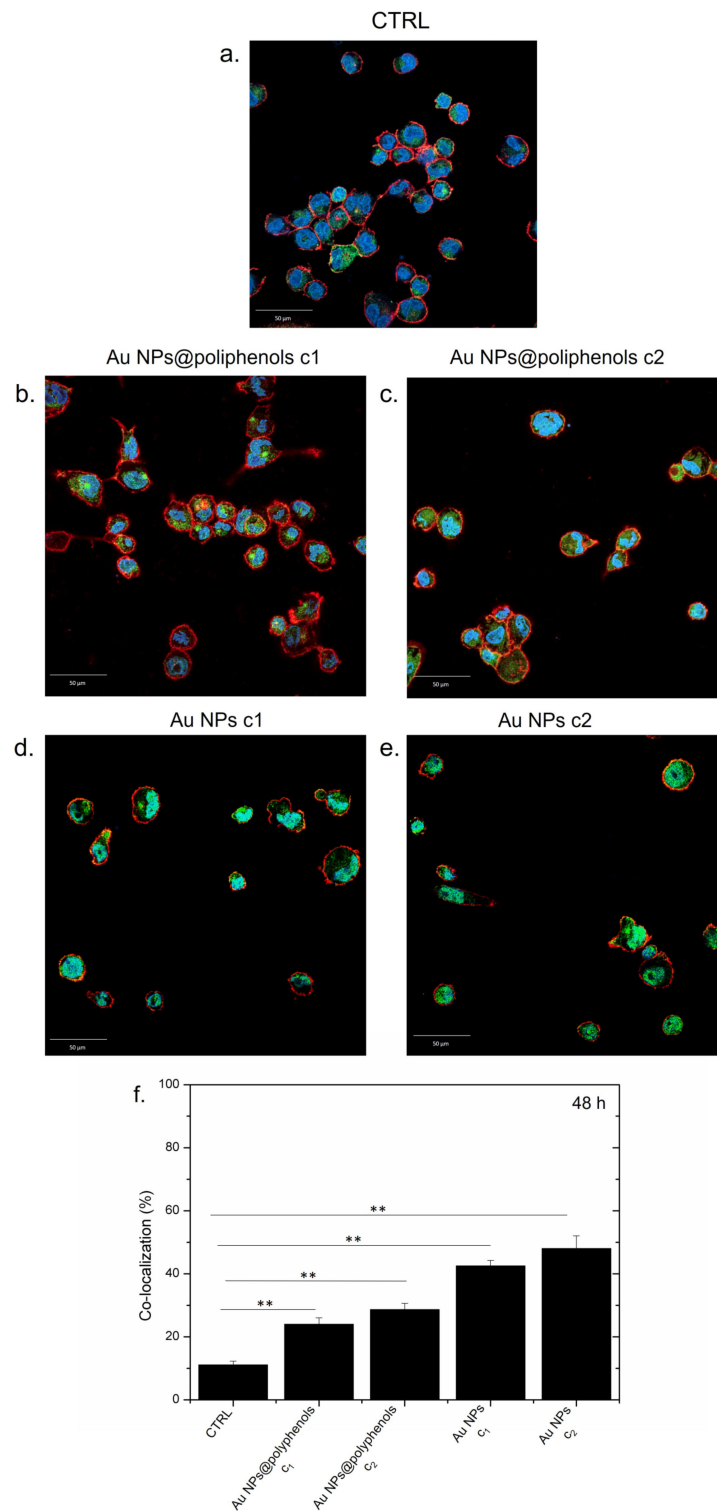 CTRL
a.
50 µm
Au NPs@poliphenols c1
Au NPs@poliphenols c2
b.
c.
50 µm
50 µm
Au NPs c1
Au NPs c2
d.
e.
50 µm
50 µm
f.
48 h
Co-localization (%)
100
80
60
40
20
0
**
**
**
**
CTRL
Au NPs@polyphenols
c1
Au NPs@polyphenols
c2
Au NPs
c1
Au NPs
c2